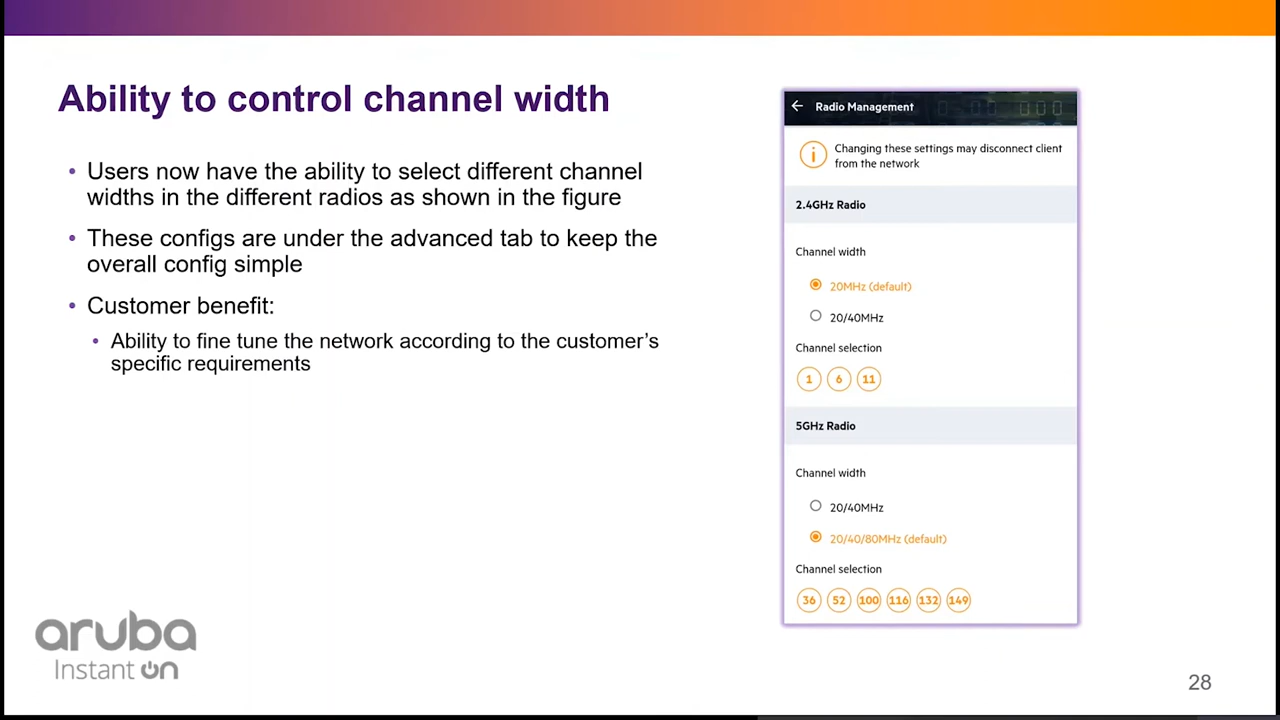 Ability to control channel width
• Users now have the ability to select different channel
widths in the different radios as shown in the figure
• These configs are under the advanced tab to keep the
overall config simple
• Customer benefit:
• Ability to fine tune the network according to the customer's
specific requirements
Radio Management
Changing these settings may disconnect client
from the network
2.4GHz Radio
Channel width
20MHz (default)
20/40MHz
Channel selection
1 6 11
5GHz Radio
Channel width
20/40MHz
20/40/80MHz (default)
Channel selection
36 52 100 116 132 149
aruba
Instant On
28